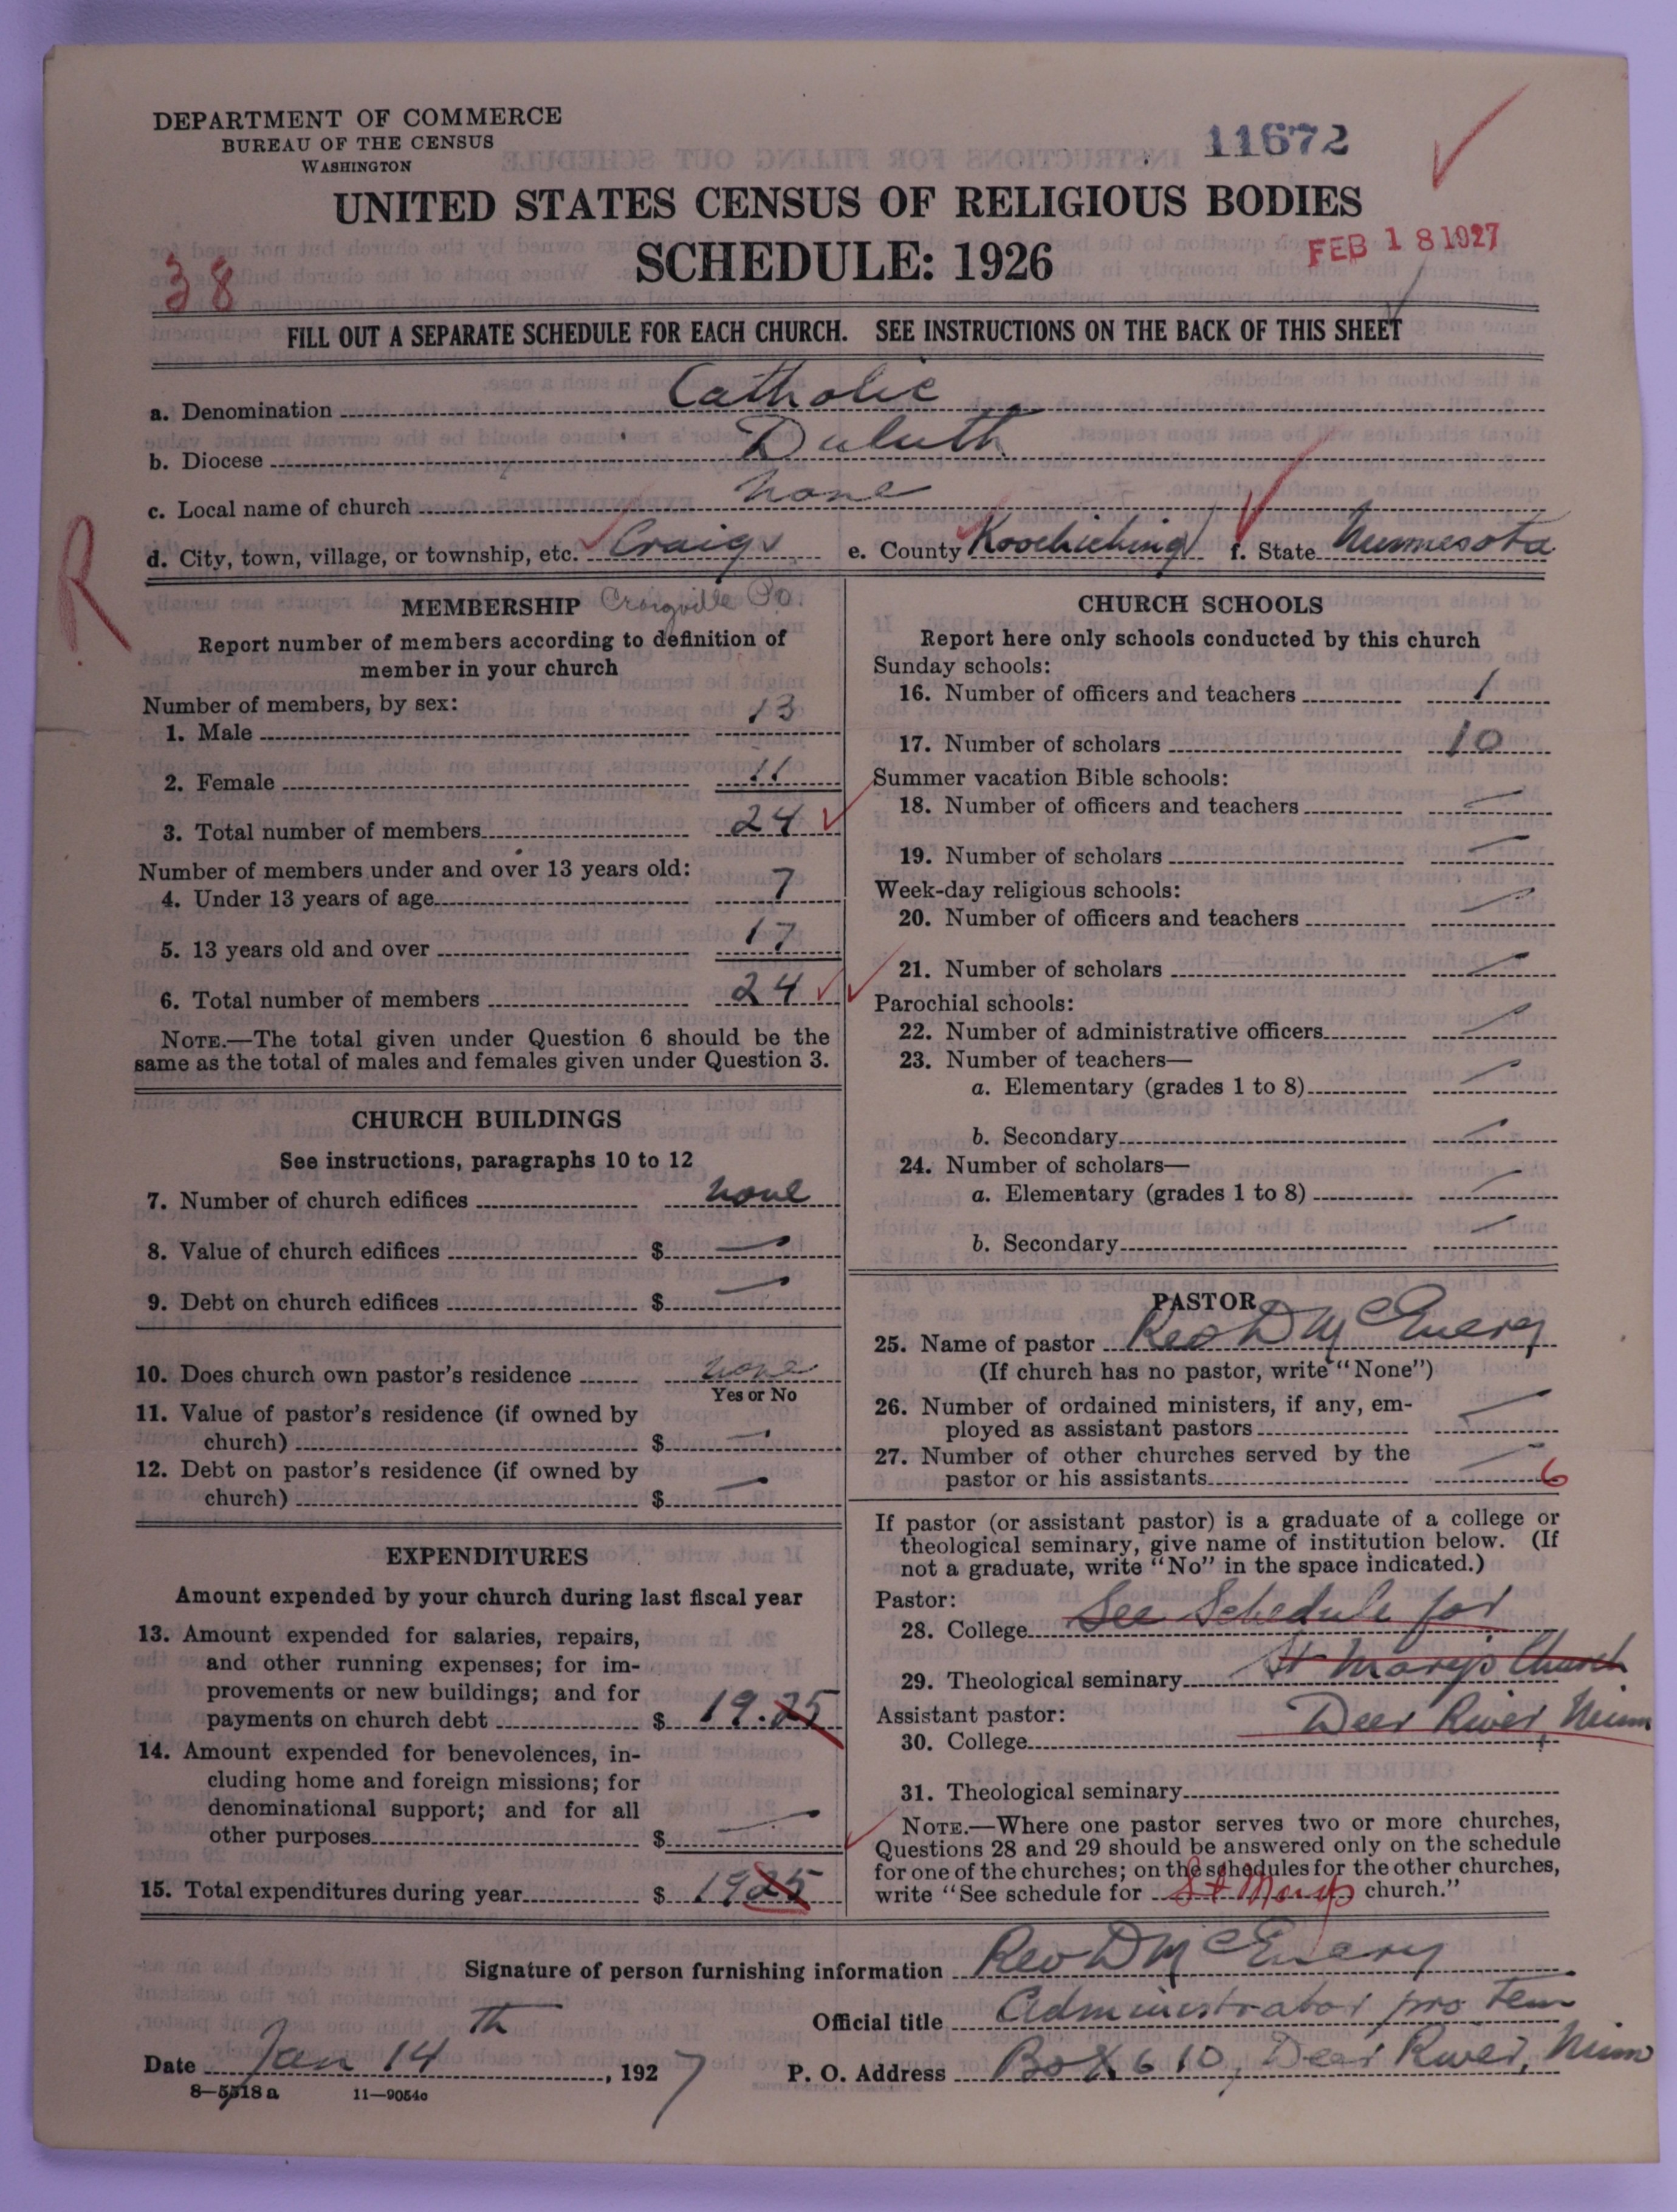 DEPARTMENT OF COMMERCE
BUREAU OF THE CENSUS
WASHINGTON
11672
UNITED STATES CENSUS OF RELIGIOUS BODIES
SCHEDULE: 1926
FEB 18 1927
38
FILL OUT A SEPARATE SCHEDULE FOR EACH CHURCH. SEE INSTRUCTIONS ON THE BACK OF THIS SHEET
a. Denomination Catholic
b. Diocese Duluth
c. Local name of church none
d. City, town, village, or township, etc. Craig e. County Koochiching f. State Minnesota
R
MEMBERSHIP Craigville Po.
Report number of members according to definition of
member in your church
Number of members, by sex:
1. Male 13
2. Female 11
3. Total number of members 24
Number of members under and over 13 years old:
4. Under 13 years of age 7
5. 13 years old and over 17
6. Total number of members 24
NOTE.—The total given under Question 6 should be the
same as the total of males and females given under Question 3.
CHURCH BUILDINGS
See instructions, paragraphs 10 to 12
7. Number of church edifices none
8. Value of church edifices $ —
9. Debt on church edifices $ —
10. Does church own pastor's residence none
Yes or No
11. Value of pastor's residence (if owned by
church) $ —
12. Debt on pastor's residence (if owned by
church) $ —
EXPENDITURES
Amount expended by your church during last fiscal year
13. Amount expended for salaries, repairs,
and other running expenses; for im-
provements or new buildings; and for
payments on church debt $ 19.25
14. Amount expended for benevolences, in-
cluding home and foreign missions; for
denominational support; and for all
other purposes $ —
15. Total expenditures during year $ 19 25
CHURCH SCHOOLS
Report here only schools conducted by this church
Sunday schools:
16. Number of officers and teachers 1
17. Number of scholars 10
Summer vacation Bible schools:
18. Number of officers and teachers —
19. Number of scholars —
Week-day religious schools:
20. Number of officers and teachers —
21. Number of scholars —
Parochial schools:
22. Number of administrative officers —
23. Number of teachers—
a. Elementary (grades 1 to 8) —
b. Secondary —
24. Number of scholars—
a. Elementary (grades 1 to 8) —
b. Secondary —
PASTOR
25. Name of pastor Rev D McEnery
(If church has no pastor, write "None")
26. Number of ordained ministers, if any, em-
ployed as assistant pastors —
27. Number of other churches served by the
pastor or his assistants — 6
If pastor (or assistant pastor) is a graduate of a college or
theological seminary, give name of institution below. (If
not a graduate, write "No" in the space indicated.)
Pastor:
28. College See Schedule for
29. Theological seminary St Mary's Church
Assistant pastor: Deer River Minn
30. College
31. Theological seminary
NOTE.—Where one pastor serves two or more churches,
Questions 28 and 29 should be answered only on the schedule
for one of the churches; on the schedules for the other churches,
write "See schedule for St Marys church."
Signature of person furnishing information Rev D McEnery
Official title Administrator pro tem
Date Jan 14th, 1927 P. O. Address Box 610, Deer River, Minn
8—5518 a 11—9054c